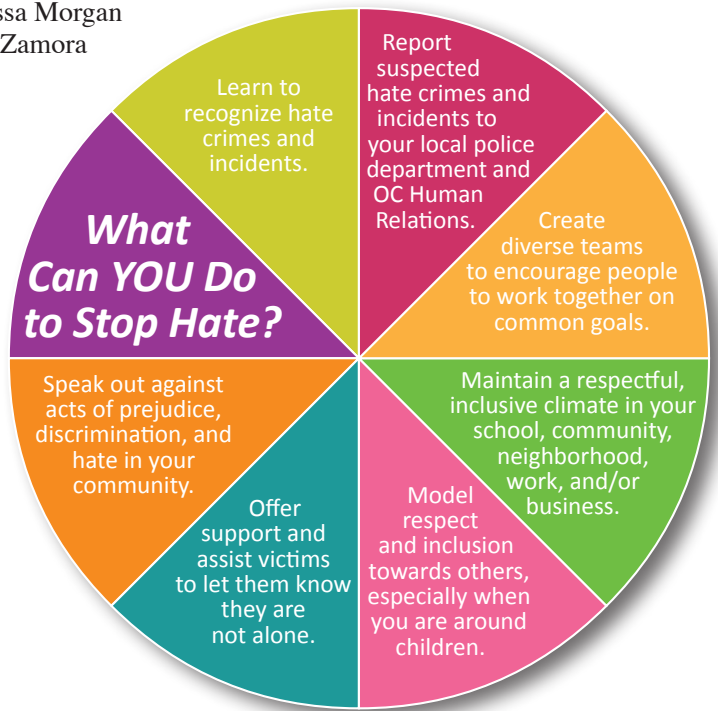 Morgan
Zamora
What
Can YOU Do
to Stop Hate?
Learn to
recognize hate
crimes and
incidents.
Report
suspected
hate crimes and
incidents to
your local police
department and
OC Human
Relations.
Create
diverse teams
to encourage people
to work together on
common goals.
Maintain a respectful,
inclusive climate in your
school, community,
neighborhood,
work, and/or
business.
Model
respect
and inclusion
towards others,
especially when
you are around
children.
Offer
support and
assist victims
to let them know
they are
not alone.
Speak out against
acts of prejudice,
discrimination, and
hate in your
community.